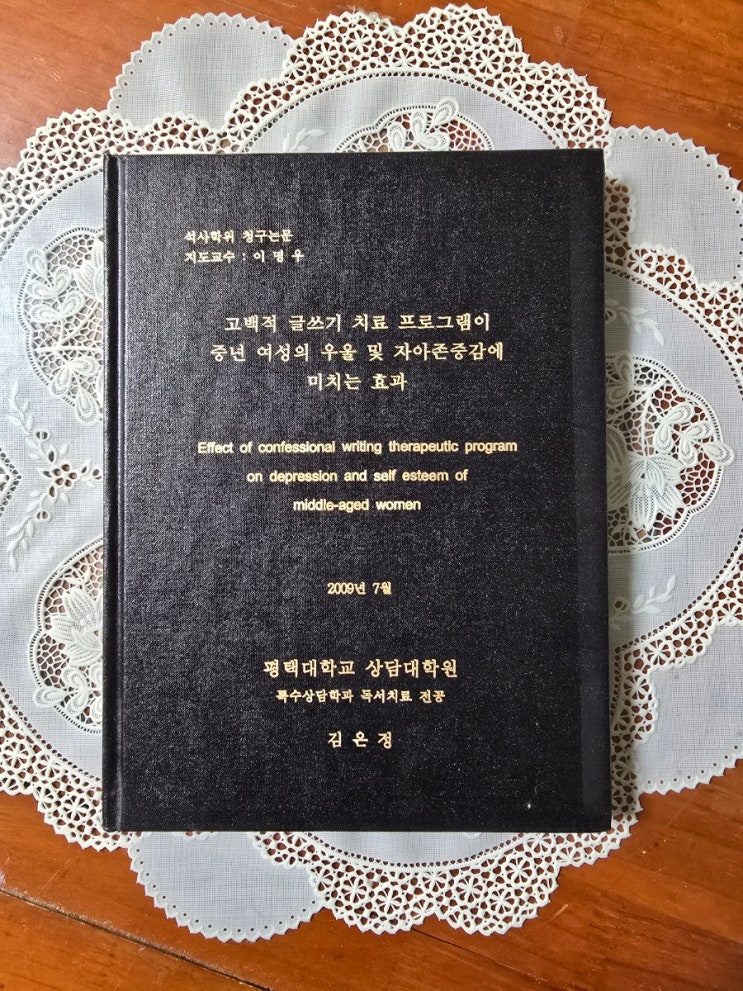 석사학위 청구논문
지도교수 : 이 명 우
고백적 글쓰기 치료 프로그램이
중년 여성의 우울 및 자아존중감에
미치는 효과
Effect of confessional writing therapeutic program
on depression and self esteem of
middle-aged women
2009년 7월
평택대학교 상담대학원
특수상담학과 독서치료 전공
김 은 정